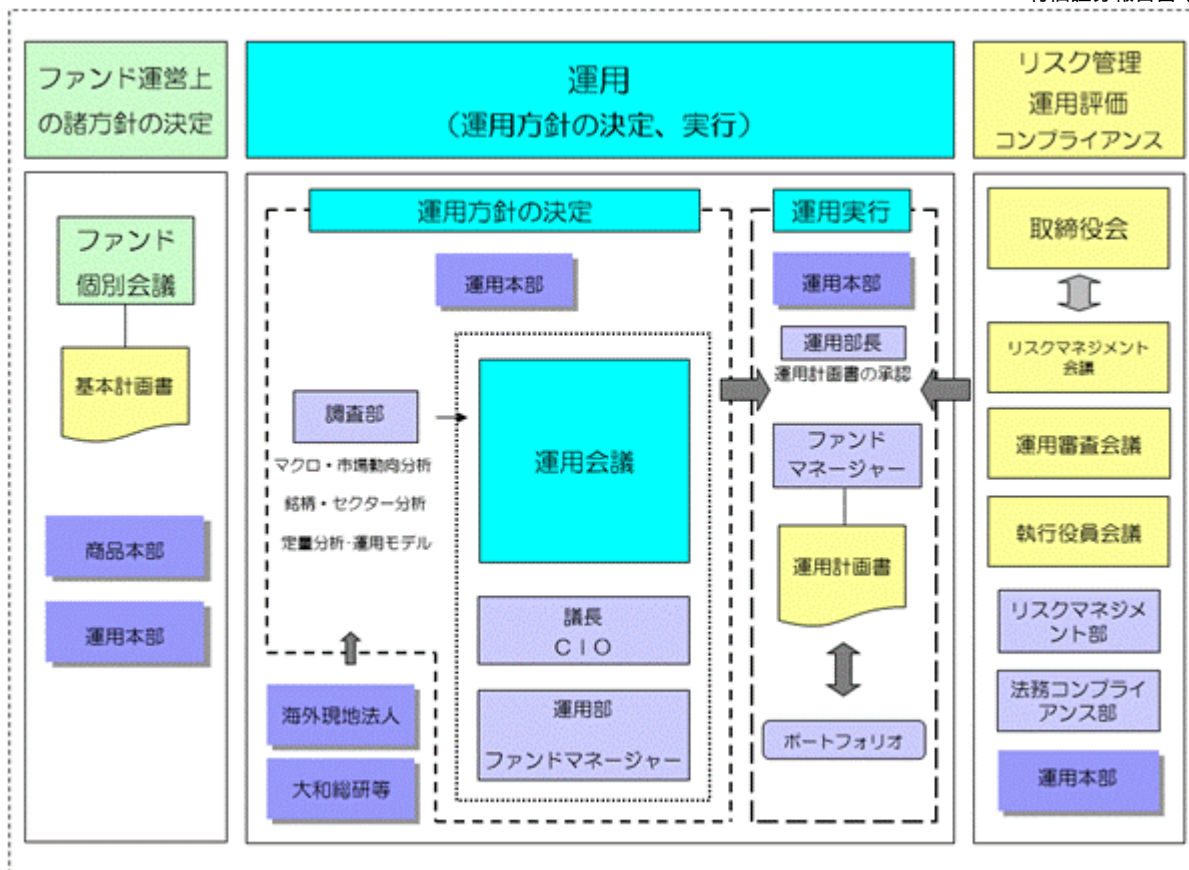 ファンド運営上
の諸方針の決定
運用
（運用方針の決定、実行）
リスク管理
運用評価
コンプライアンス
ファンド
個別会議
基本計画書
商品本部
運用本部
運用方針の決定
運用本部
調査部
マクロ・市場動向分析
銘柄・セクター分析
定量分析・運用モデル
運用会議
議長
ＣＩＯ
運用部
ファンドマネージャー
海外現地法人
大和総研等
運用実行
運用本部
運用部長
運用計画書の承認
ファンド
マネージャー
運用計画書
ポートフォリオ
取締役会
リスクマネジメント
会議
運用審査会議
執行役員会議
リスクマネジメ
ント部
法務コンプライ
アンス部
運用本部